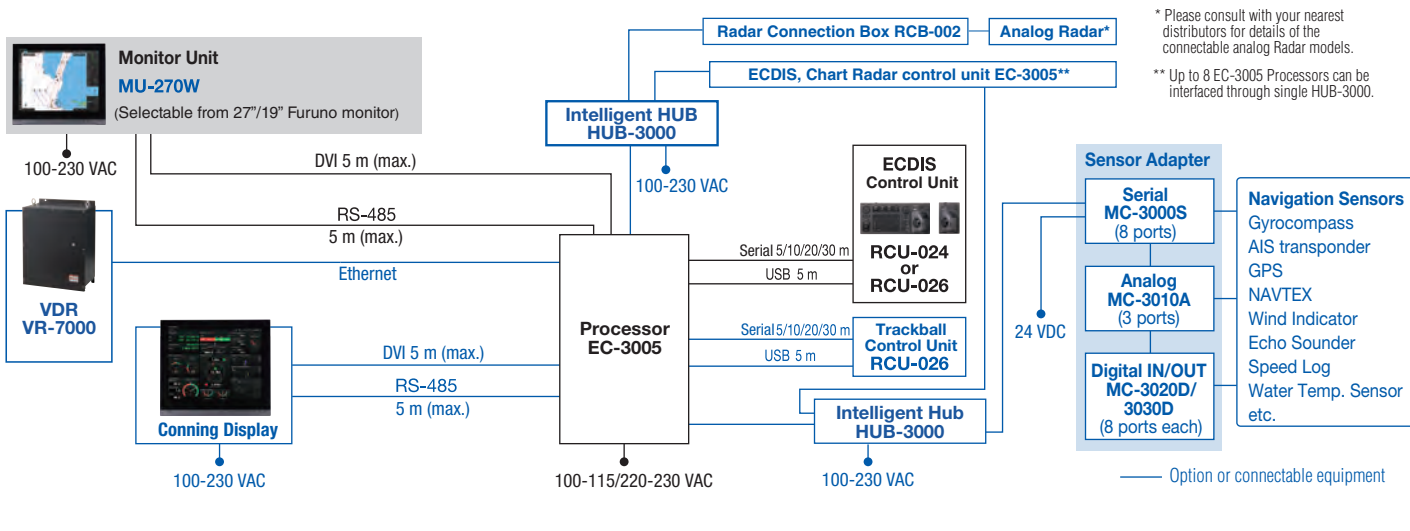 Monitor Unit
MU-270W
(Selectable from 27”/19” Furuno monitor)
100-230 VAC
DVI 5 m (max.)
RS-485
5 m (max.)
Ethernet
VDR
VR-7000
DVI 5 m (max.)
RS-485
5 m (max.)
Conning Display
100-230 VAC
Radar Connection Box RCB-002
Analog Radar*
ECDIS, Chart Radar control unit EC-3005**
Intelligent HUB
HUB-3000
100-230 VAC
Processor
EC-3005
100-115/220-230 VAC
Serial 5/10/20/30 m
USB 5 m
ECDIS
Control Unit
RCU-024
or
RCU-026
Serial 5/10/20/30 m
USB 5 m
Trackball
Control Unit
RCU-026
Intelligent Hub
HUB-3000
100-230 VAC
24 VDC
Sensor Adapter
Serial
MC-3000S
(8 ports)
Analog
MC-3010A
(3 ports)
Digital IN/OUT
MC-3020D/
3030D
(8 ports each)
Navigation Sensors
Gyrocompass
AIS transponder
GPS
NAVTEX
Wind Indicator
Echo Sounder
Speed Log
Water Temp. Sensor
etc.
* Please consult with your nearest
distributors for details of the
connectable analog Radar models.
** Up to 8 EC-3005 Processors can be
interfaced through single HUB-3000.
Option or connectable equipment